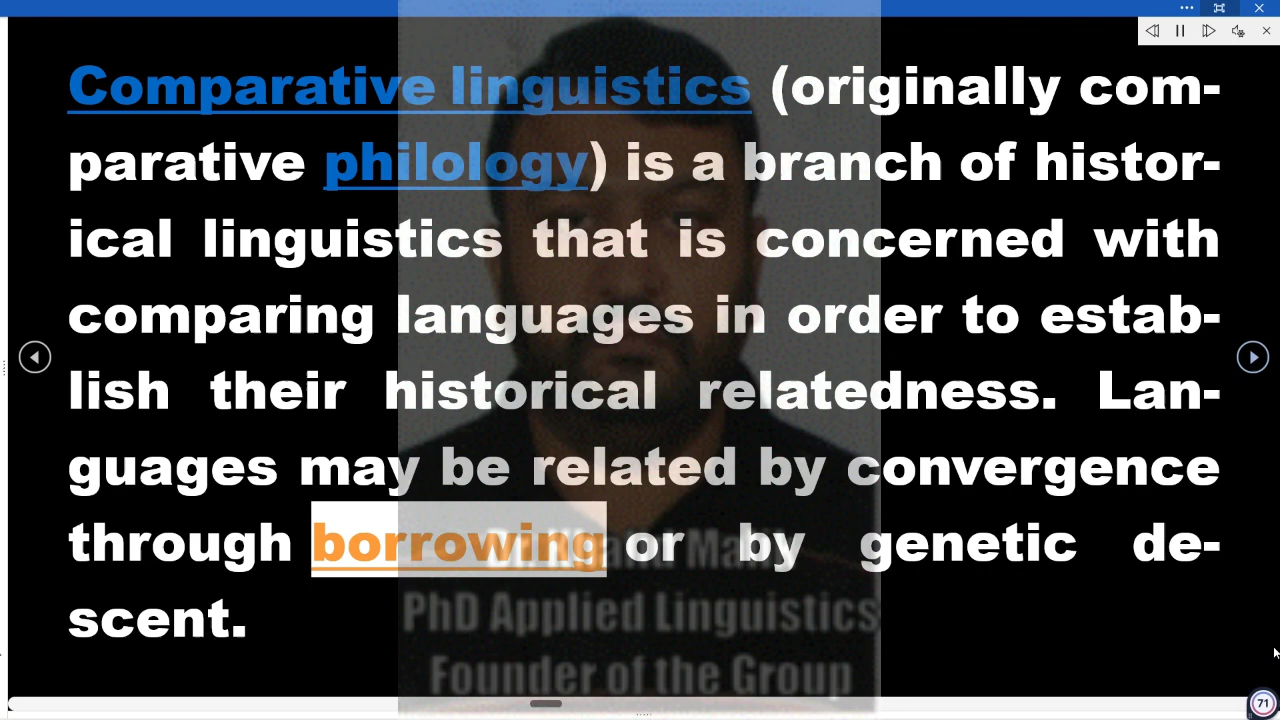 Comparative linguistics (originally com-
parative philology) is a branch of histor-
ical linguistics that is concerned with
comparing languages in order to estab-
lish their historical relatedness. Lan-
guages may be related by convergence
through borrowing or by genetic de-
scent.
PhD Applied Linguistics
Founder of the Group
71